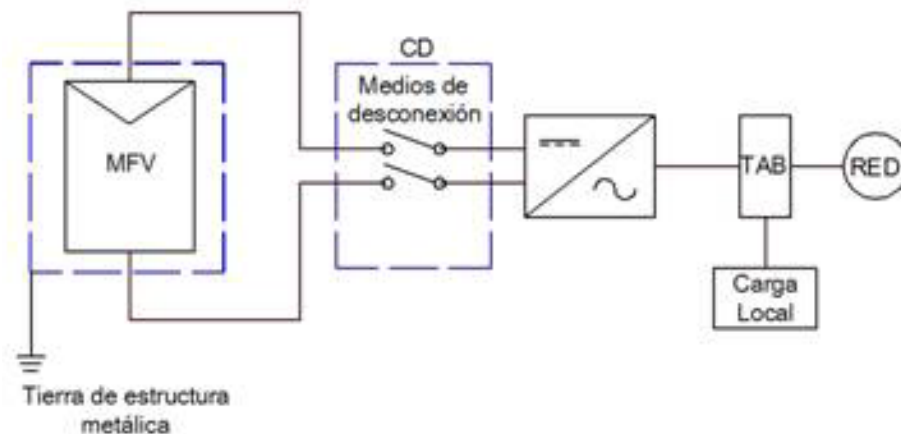 CD
Medios de
desconexión
MFV
TAB
RED
Carga
Local
Tierra de estructura
metálica